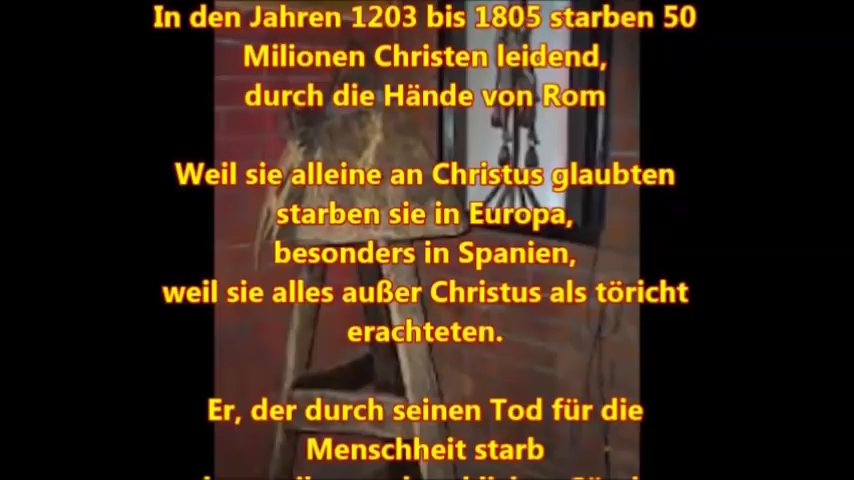 In den Jahren 1203 bis 1805 starben 50
Milionen Christen leidend,
durch die Hände von Rom
Weil sie alleine an Christus glaubten
starben sie in Europa,
besonders in Spanien,
weil sie alles außer Christus als töricht
erachteten.
Er, der durch seinen Tod für die
Menschheit starb